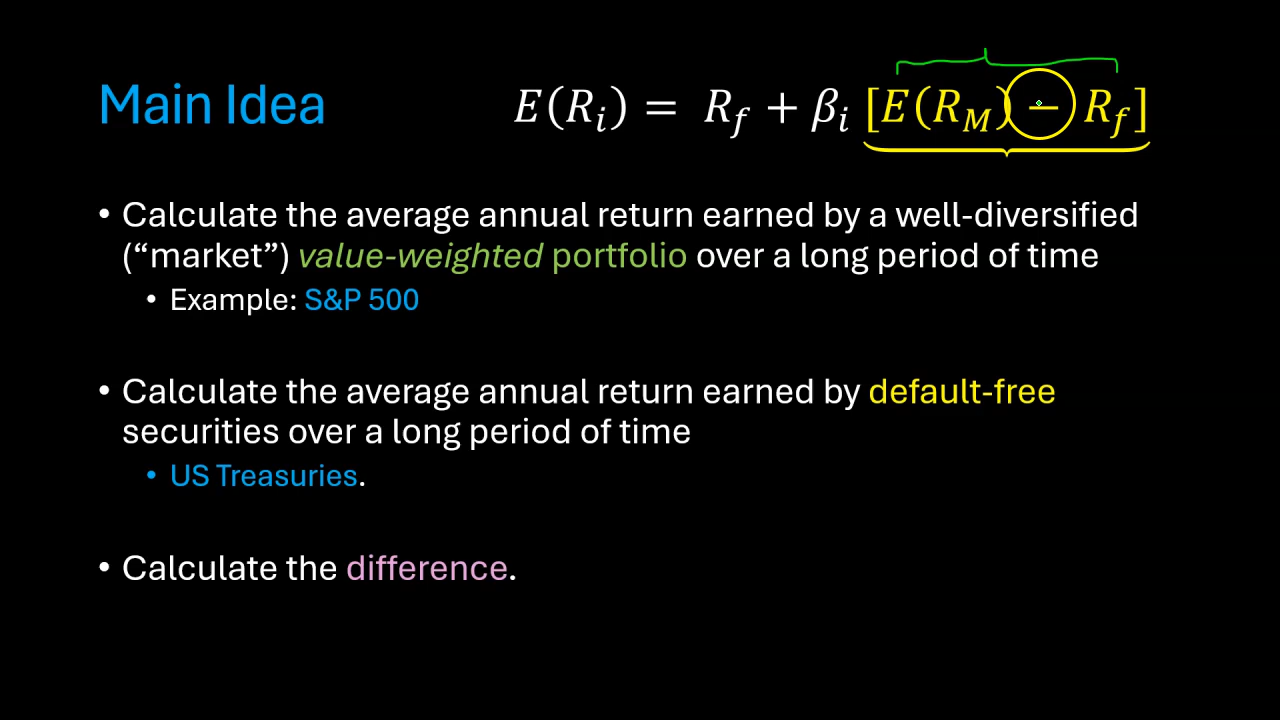 Main Idea
E(R_i) = R_f + β_i [E(R_M) − R_f]
• Calculate the average annual return earned by a well-diversified
(“market”) value-weighted portfolio over a long period of time
• Example: S&P 500
• Calculate the average annual return earned by default-free
securities over a long period of time
• US Treasuries.
• Calculate the difference.